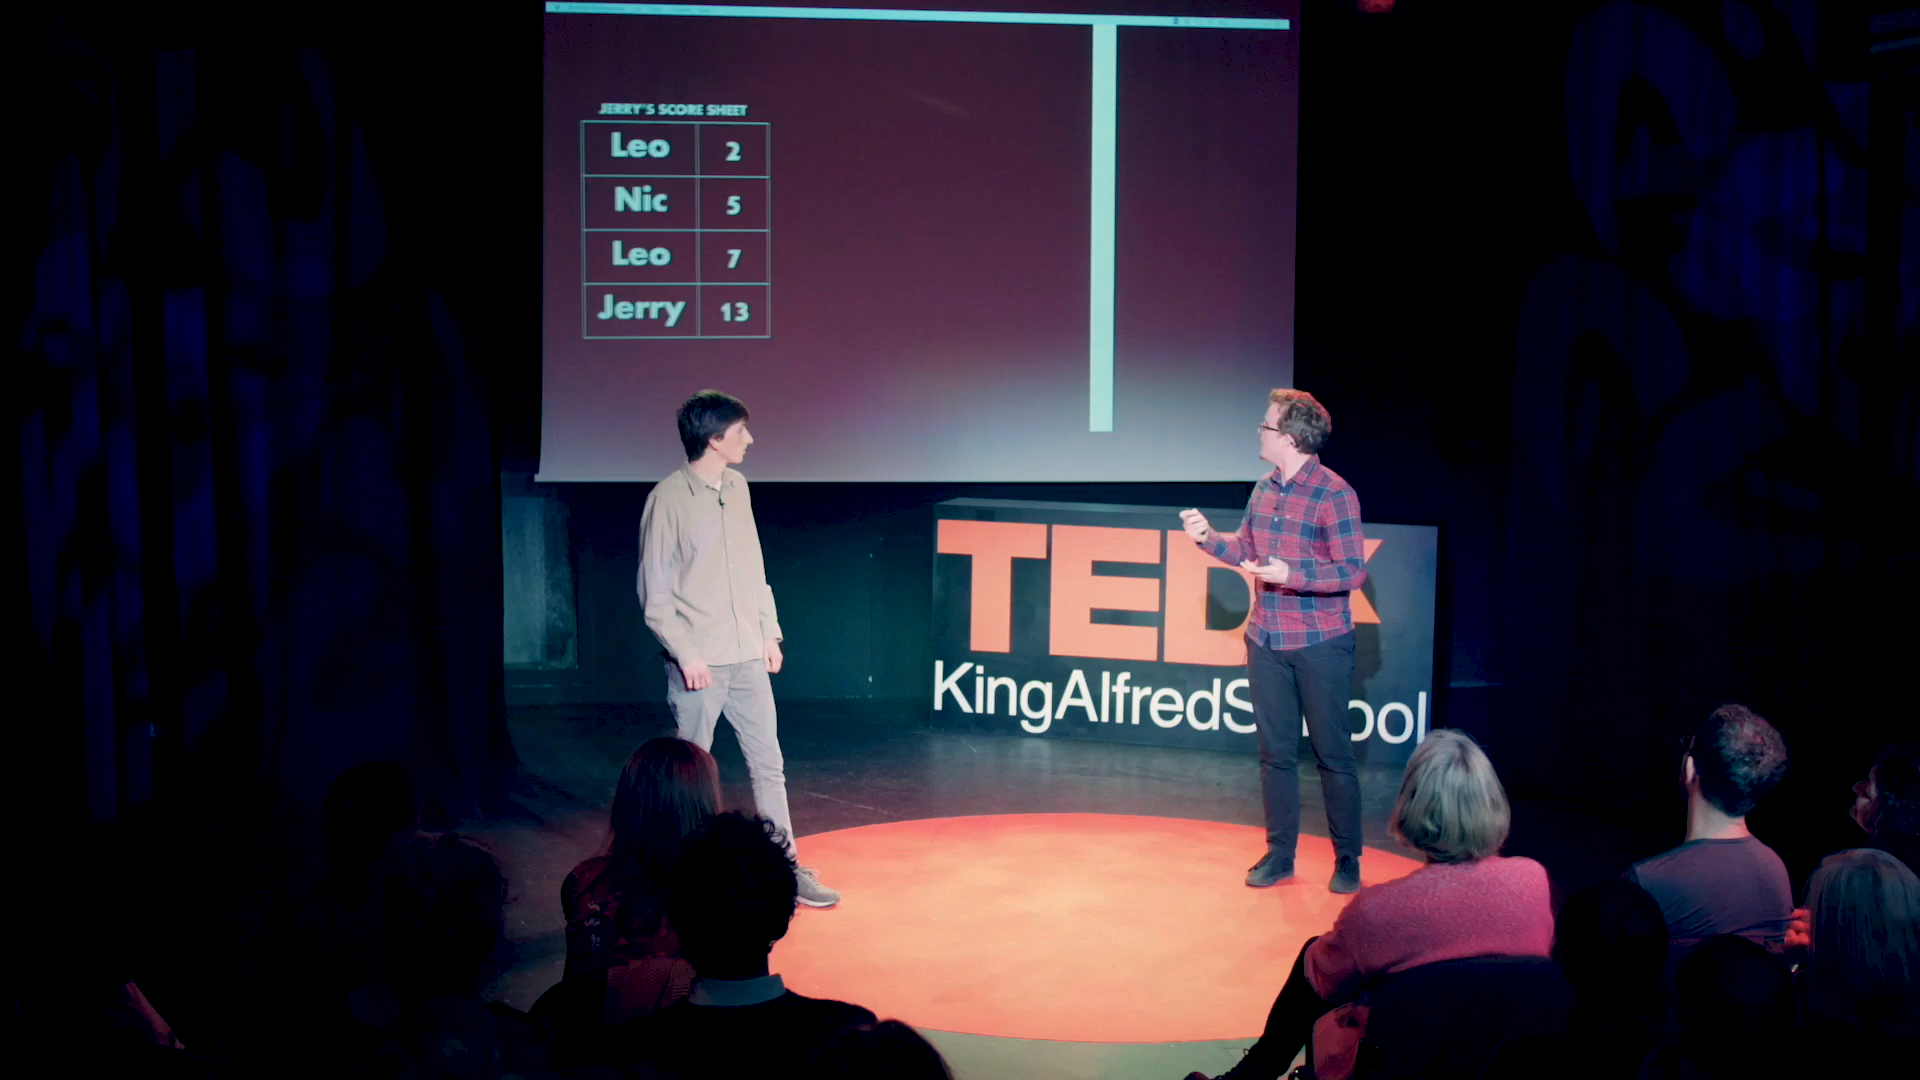 JERRY'S SCORE SHEET
Leo 2
Nic 5
Leo 7
Jerry 13
TEDx
KingAlfredS ool